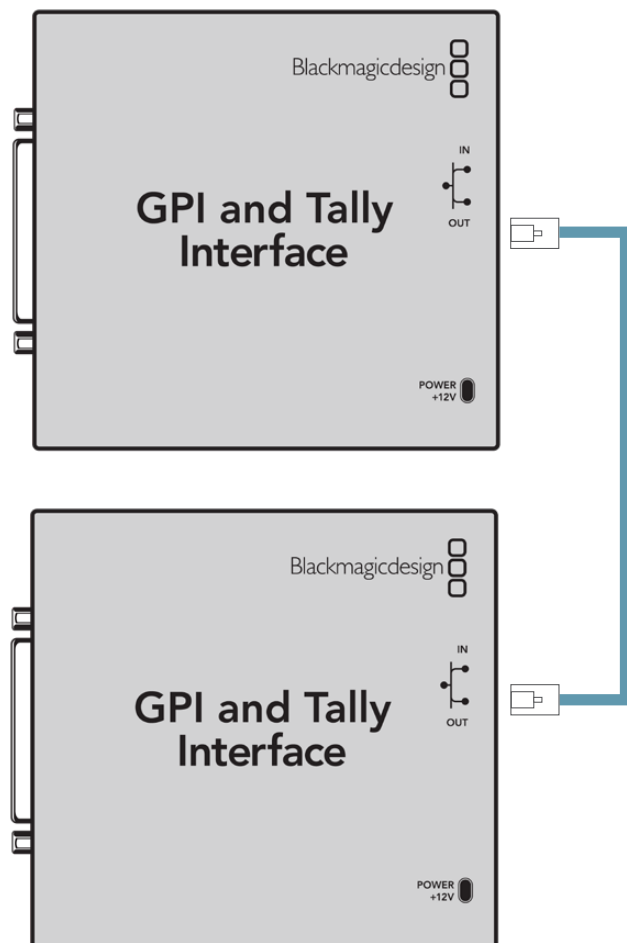 Blackmagicdesign
IN
GPI and Tally
Interface
OUT
POWER
+12V
Blackmagicdesign
IN
GPI and Tally
Interface
OUT
POWER
+12V